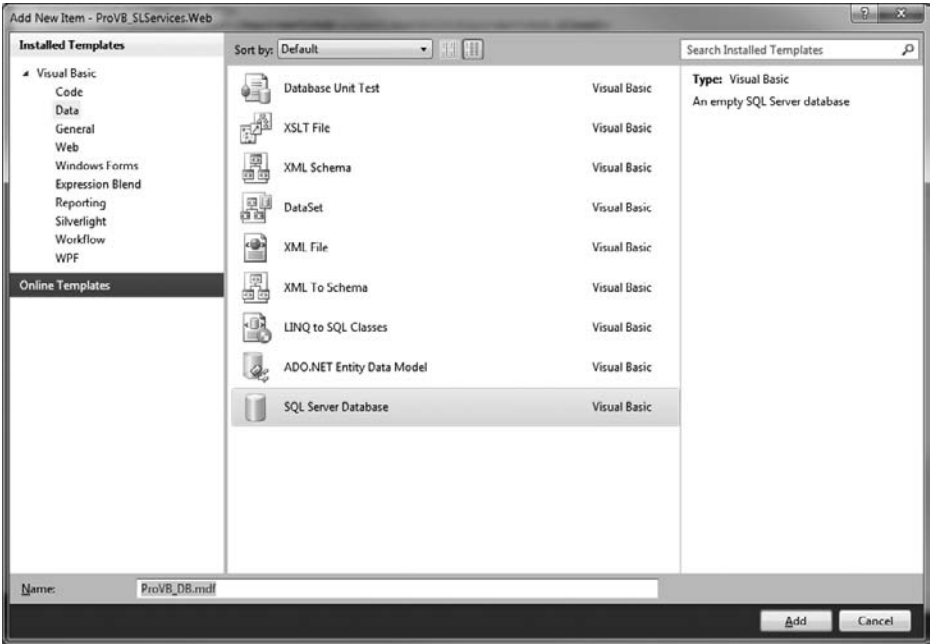 Add New Item - ProVB_SLServices.Web
Installed Templates
Sort by: Default
Search Installed Templates
Visual Basic
Code
Data
General
Web
Windows Forms
Expression Blend
Reporting
Silverlight
Workflow
WPF
Online Templates
Database Unit Test Visual Basic
XSLT File Visual Basic
XML Schema Visual Basic
DataSet Visual Basic
XML File Visual Basic
XML To Schema Visual Basic
LINQ to SQL Classes Visual Basic
ADO.NET Entity Data Model Visual Basic
SQL Server Database Visual Basic
Type: Visual Basic
An empty SQL Server database
Name: ProVB_DB.mdf
Add Cancel